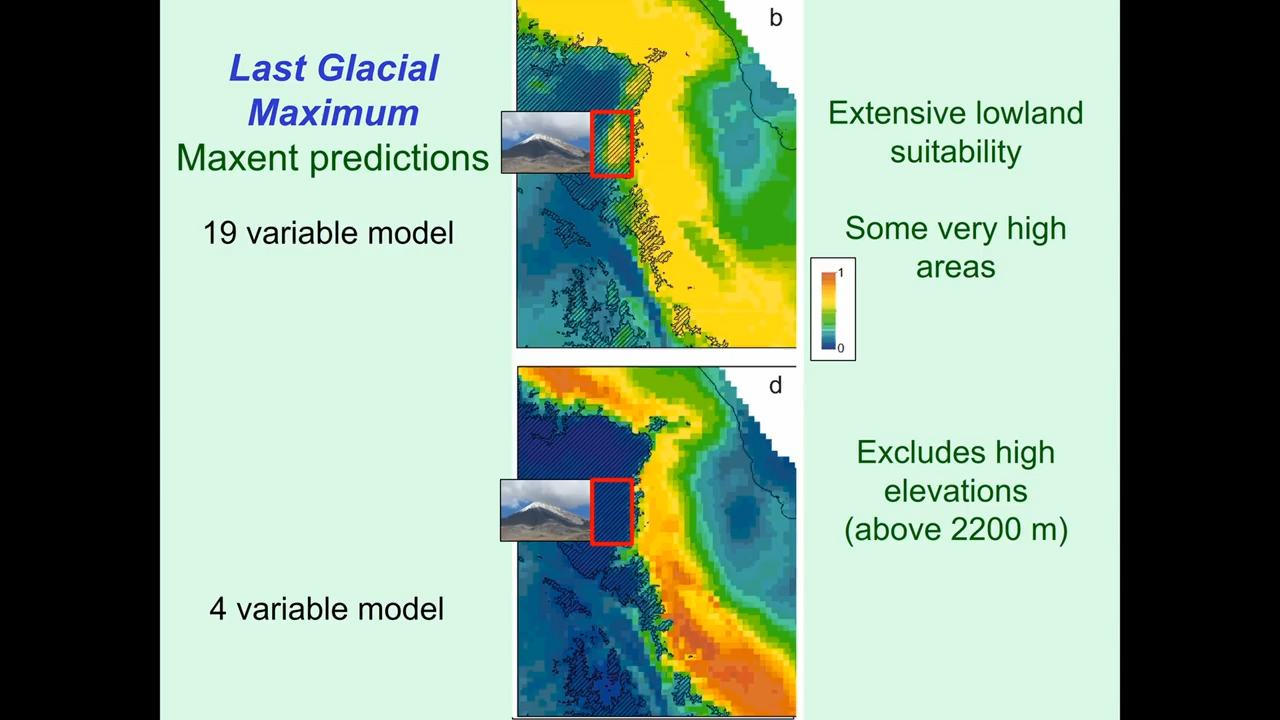 Last Glacial
Maximum
Maxent predictions
19 variable model
4 variable model
b
d
Extensive lowland
suitability
Some very high
areas
1
0
Excludes high
elevations
(above 2200 m)